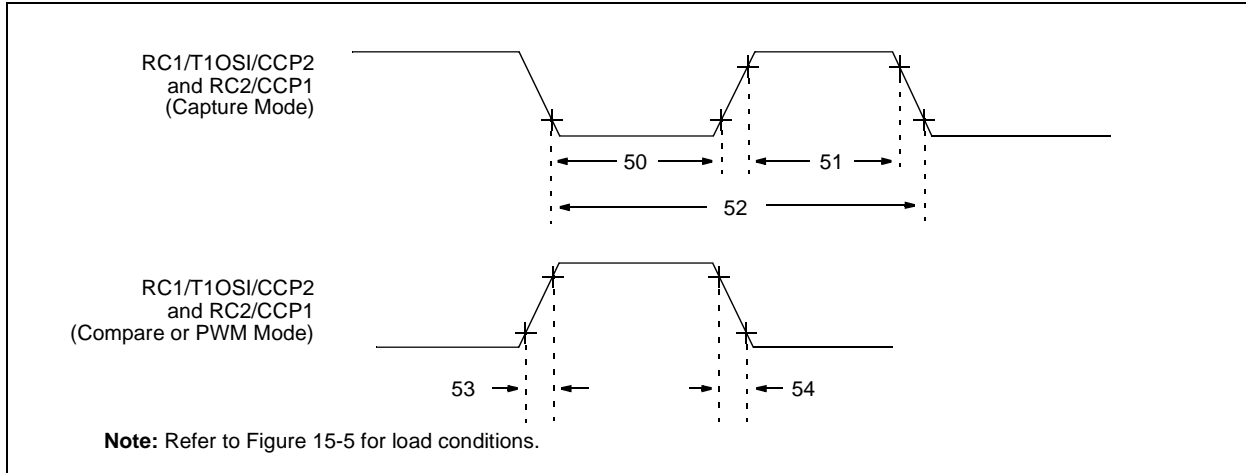 RC1/T1OSI/CCP2
and RC2/CCP1
(Capture Mode)
50
51
52
RC1/T1OSI/CCP2
and RC2/CCP1
(Compare or PWM Mode)
53
54
Note: Refer to Figure 15-5 for load conditions.